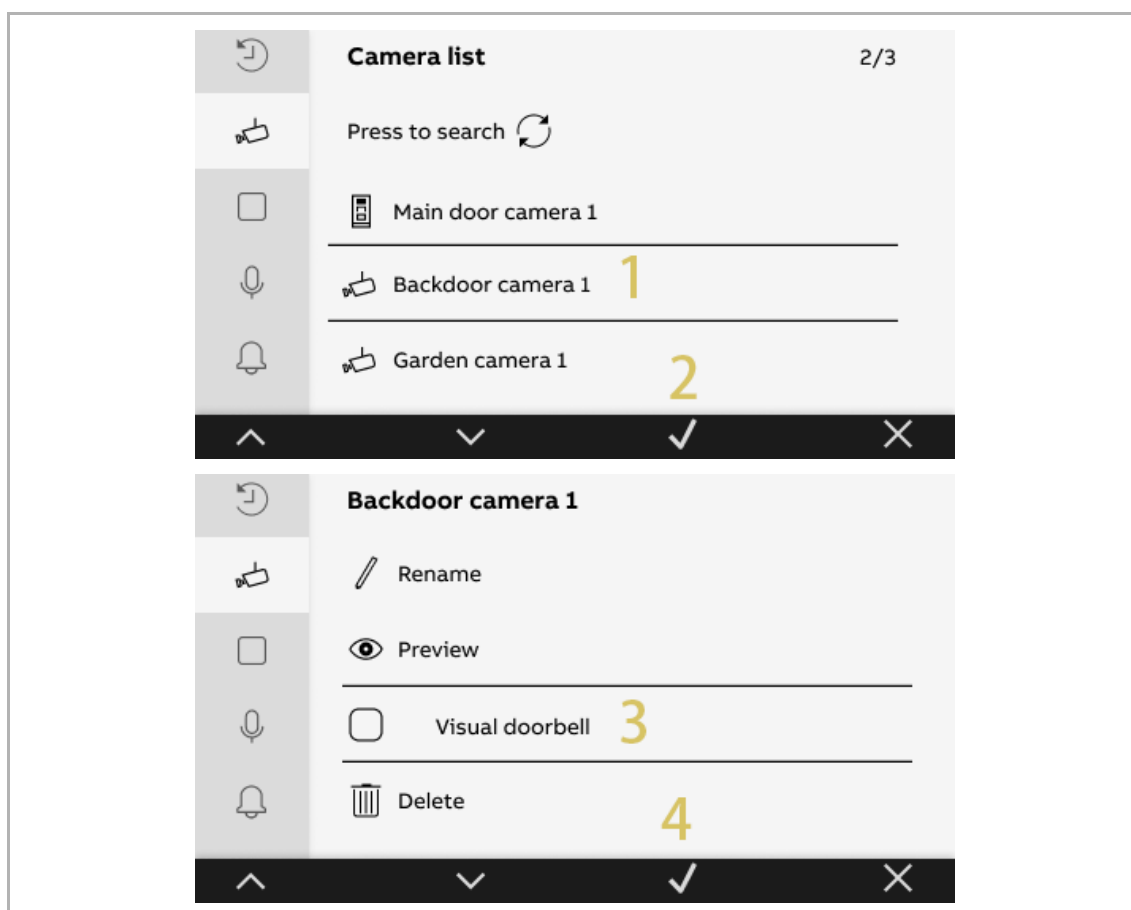 Camera list 2/3
Press to search
Main door camera 1
Backdoor camera 1 1
Garden camera 1
2
Backdoor camera 1
Rename
Preview
Visual doorbell 3
Delete
4